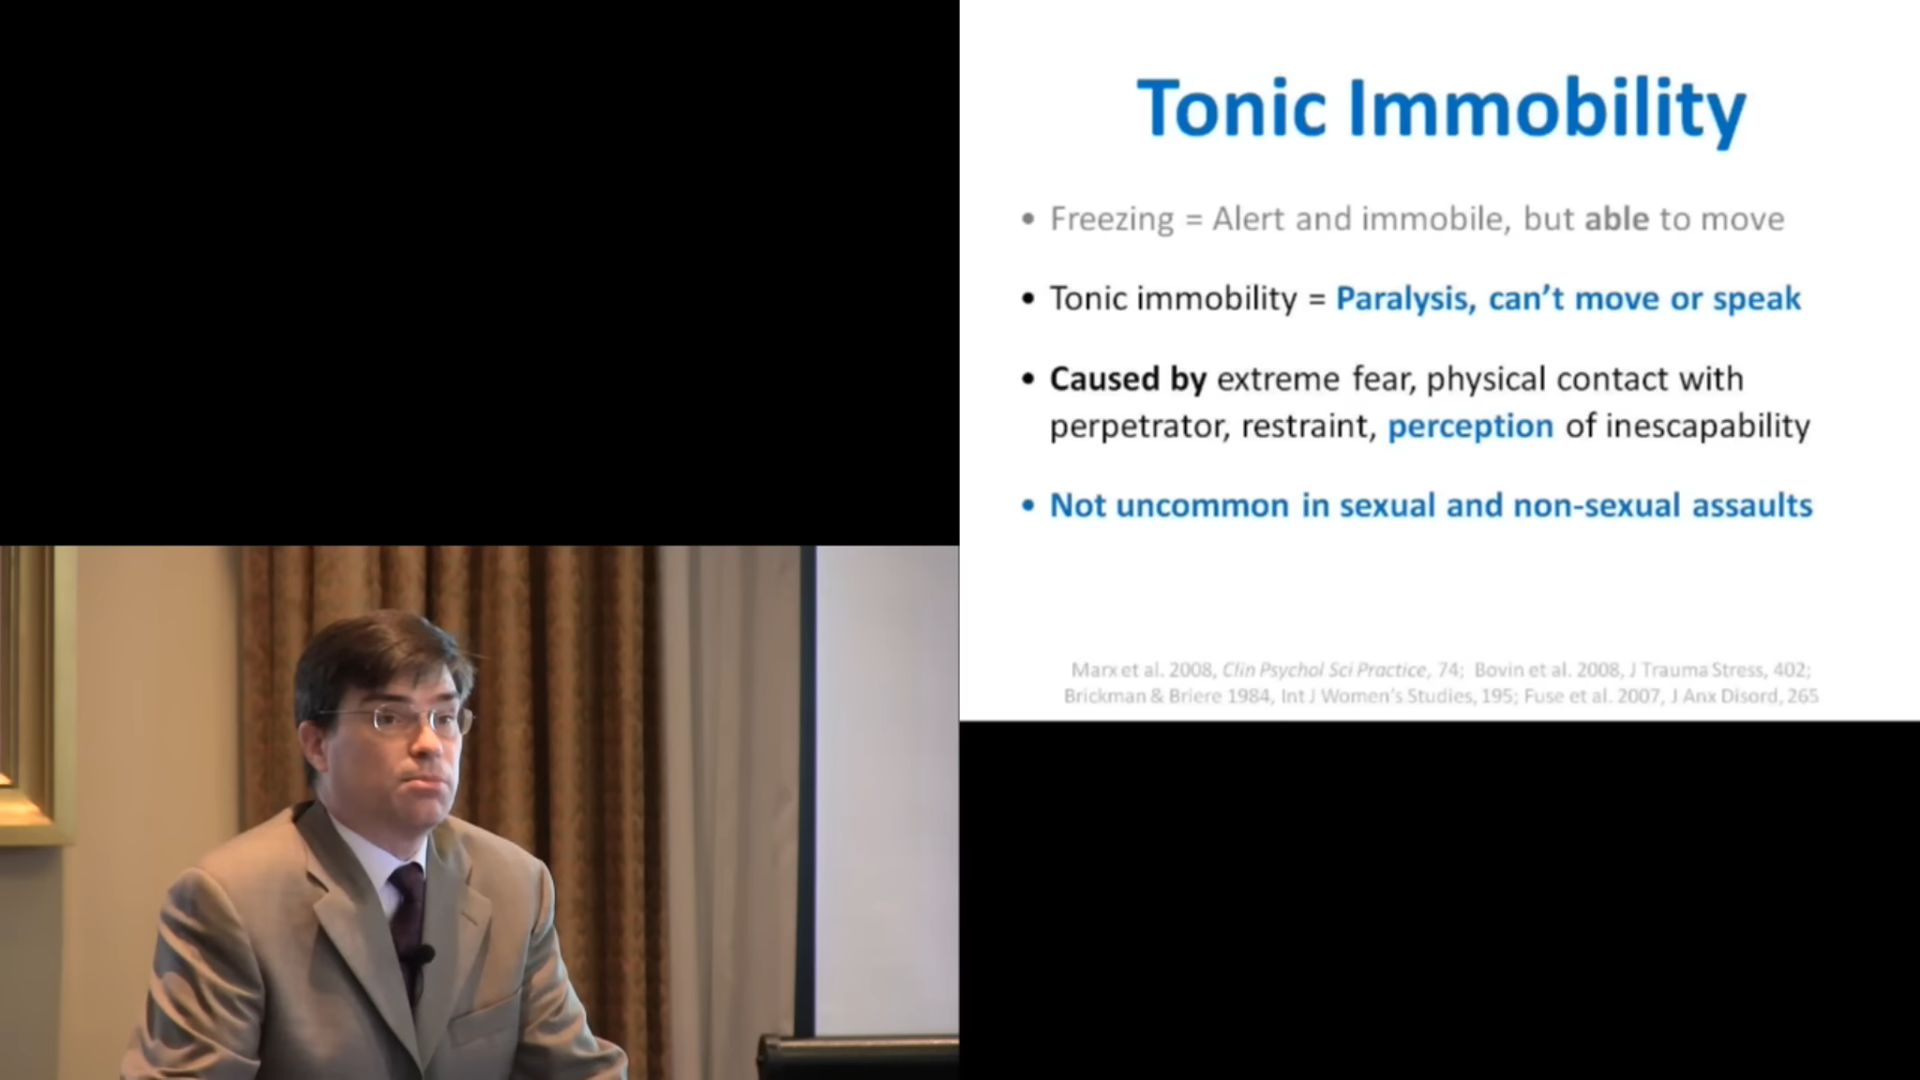 Tonic Immobility
• Freezing = Alert and immobile, but able to move
• Tonic immobility = Paralysis, can’t move or speak
• Caused by extreme fear, physical contact with
perpetrator, restraint, perception of inescapability
• Not uncommon in sexual and non-sexual assaults
Marx et al. 2008, Clin Psychol Sci Practice, 74; Bovin et al. 2008, J Trauma Stress, 402;
Brickman & Briere 1984, Int J Women’s Studies, 195; Fuse et al. 2007, J Anx Disord, 265